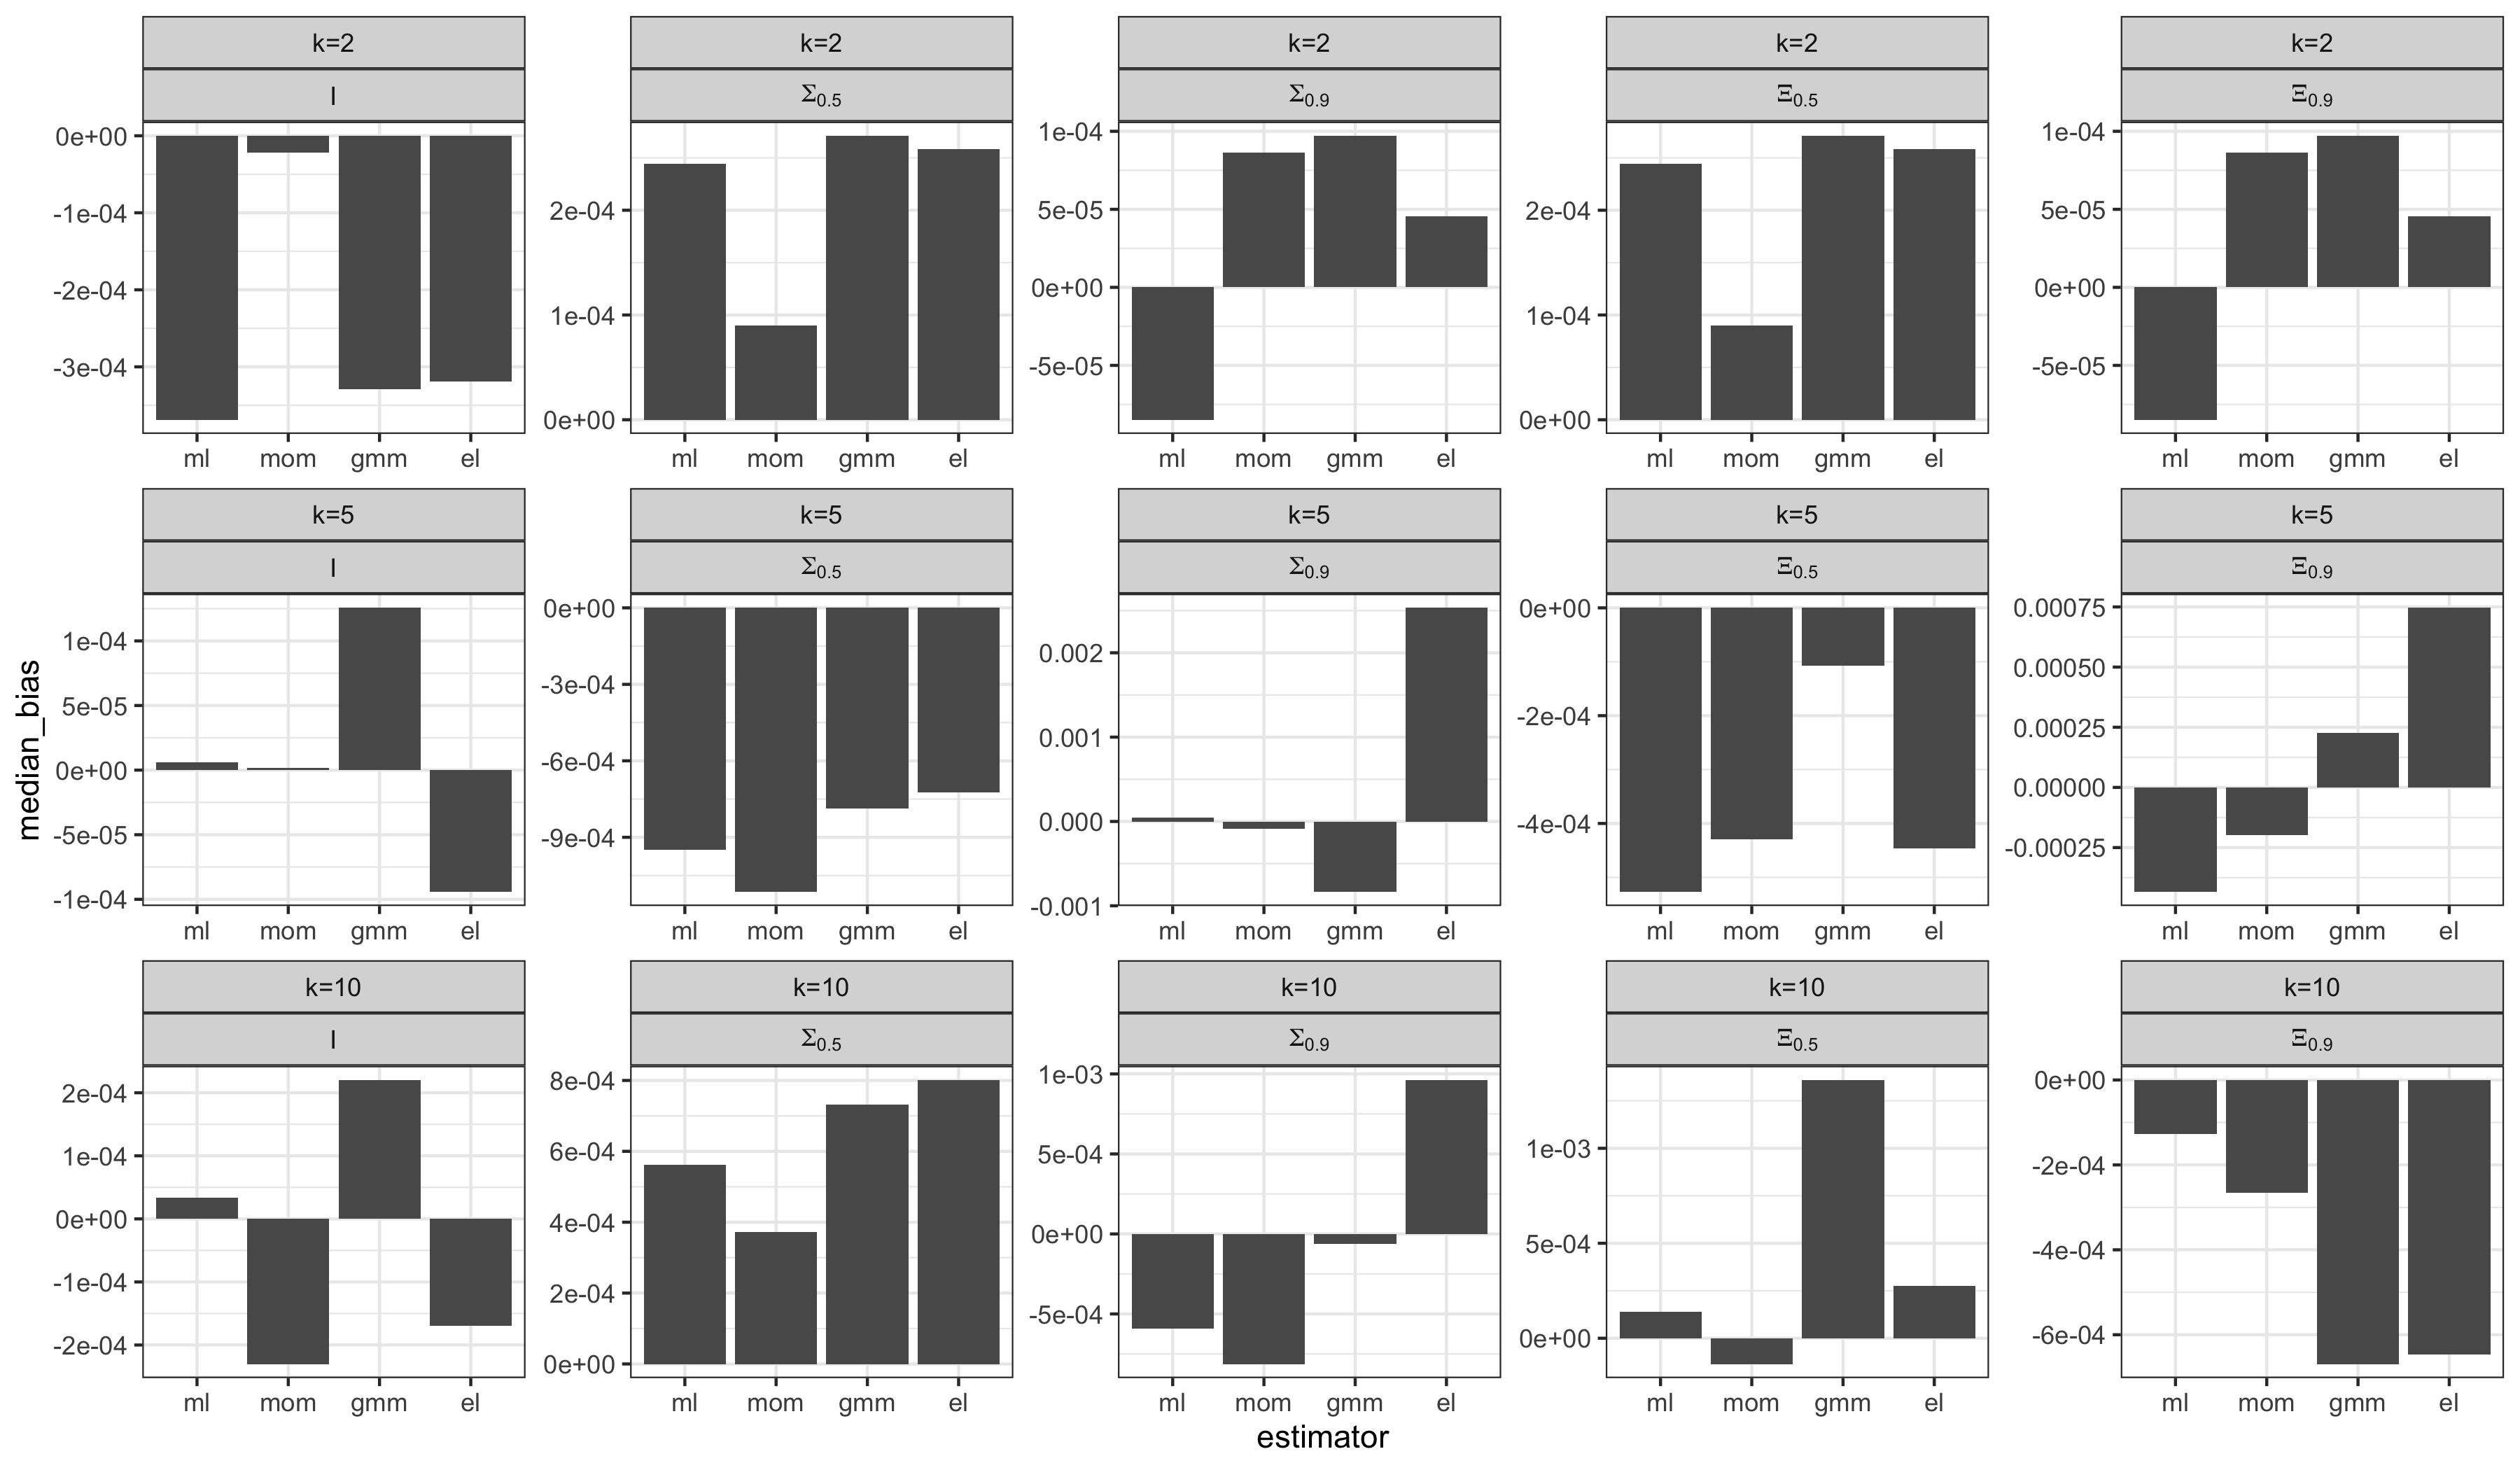 k=2 k=2 k=2 k=2 k=2
I Σ0.5 Σ0.9 Ξ0.5 Ξ0.9
0e+00
-1e-04
-2e-04
-3e-04
2e-04
1e-04
0e+00
1e-04
5e-05
0e+00
-5e-05
2e-04
1e-04
0e+00
1e-04
5e-05
0e+00
-5e-05
ml mom gmm el ml mom gmm el ml mom gmm el ml mom gmm el ml mom gmm el
k=5 k=5 k=5 k=5 k=5
I Σ0.5 Σ0.9 Ξ0.5 Ξ0.9
median_bias
1e-04
5e-05
0e+00
-5e-05
-1e-04
0e+00
-3e-04
-6e-04
-9e-04
0.002
0.001
0.000
-0.001
0e+00
-2e-04
-4e-04
0.00075
0.00050
0.00025
0.00000
-0.00025
ml mom gmm el ml mom gmm el ml mom gmm el ml mom gmm el ml mom gmm el
k=10 k=10 k=10 k=10 k=10
I Σ0.5 Σ0.9 Ξ0.5 Ξ0.9
2e-04
1e-04
0e+00
-1e-04
-2e-04
8e-04
6e-04
4e-04
2e-04
0e+00
1e-03
5e-04
0e+00
-5e-04
1e-03
5e-04
0e+00
0e+00
-2e-04
-4e-04
-6e-04
ml mom gmm el ml mom gmm el ml mom gmm el ml mom gmm el ml mom gmm el
estimator